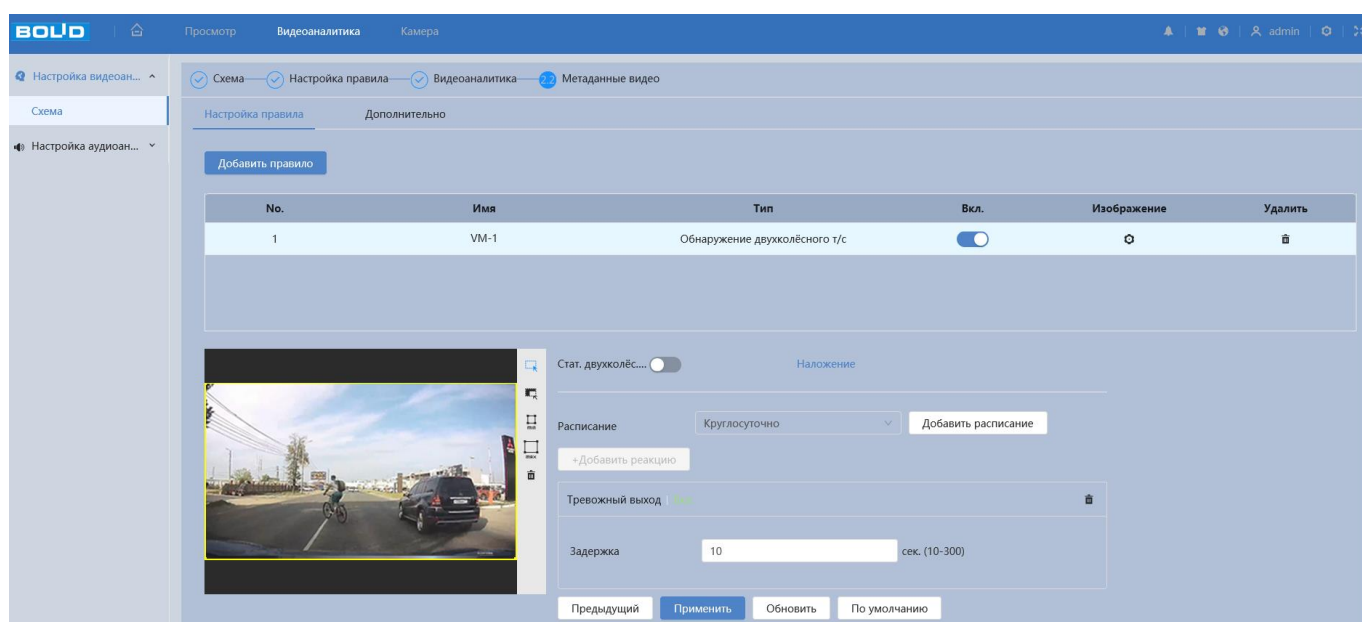 BOLID Просмотр Видеоаналитика Камера admin
Настройка видеоан...
Схема Настройка правила Видеоаналитика 2.2 Метаданные видео
Схема
Настройка правила Дополнительно
Настройка аудиоан...
Добавить правило
No. Имя Тип Вкл. Изображение Удалить
1 VM-1 Обнаружение двухколёсного т/с
Стат. двухколёс.... Наложение
Расписание Круглосуточно Добавить расписание
+Добавить реакцию
Тревожный выход
Задержка 10 сек. (10-300)
Предыдущий Применить Обновить По умолчанию